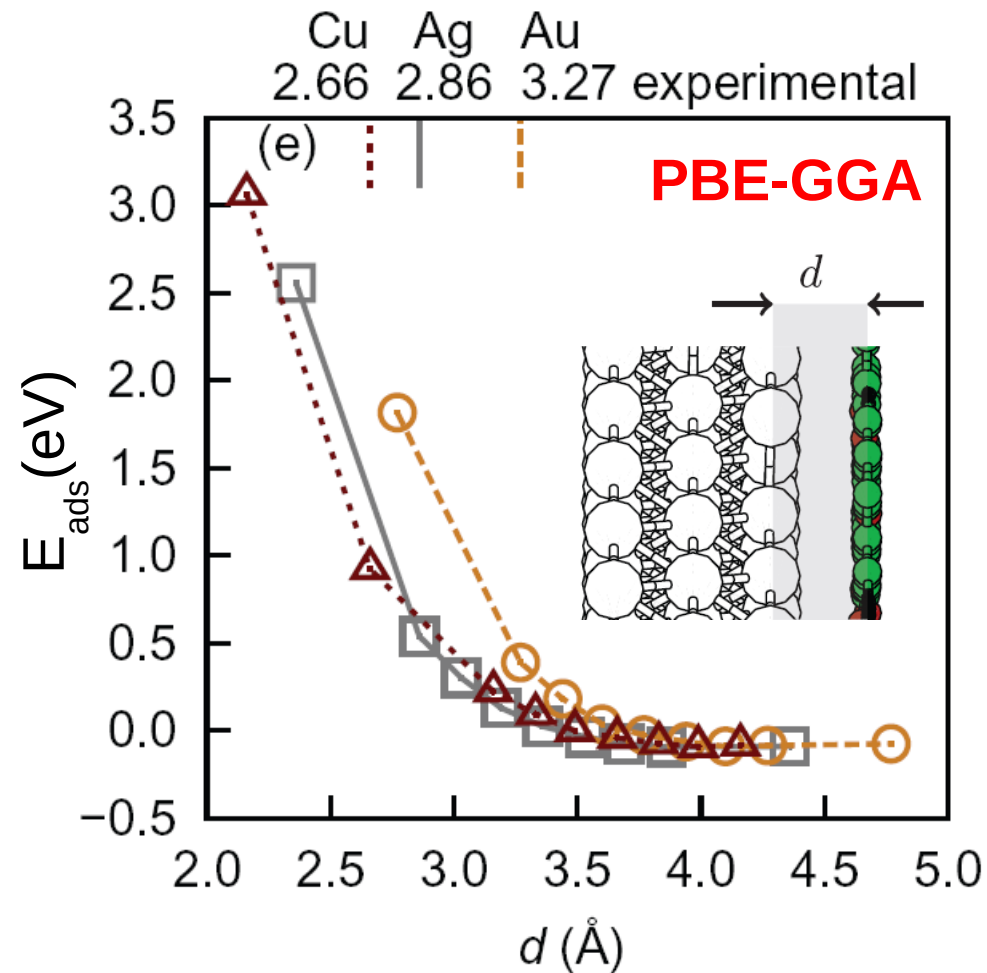 Cu Ag Au
2.66 2.86 3.27 experimental
(e)
PBE-GGA
d
3.5
3.0
2.5
2.0
1.5
1.0
0.5
0.0
−0.5
E_ads (eV)
2.0 2.5 3.0 3.5 4.0 4.5 5.0
d (Å)